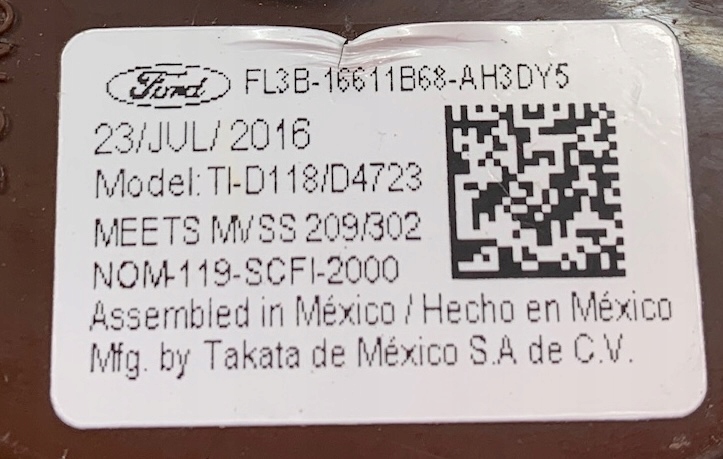 Ford FL3B-16611B68-AH3DY5
23/JUL/2016
Model: TI-D118/D4723
MEETS MVSS 209/302
NOM-119-SCFI-2000
Assembled in México / Hecho en México
Mfg. by Takata de México S.A de C.V.